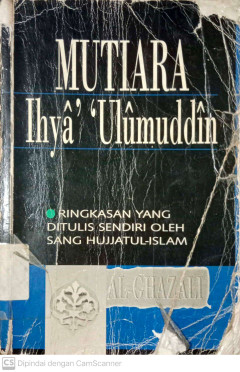 MUTIARA
Ihyâ' 'Ulûmuddîn
RINGKASAN YANG
DITULIS SENDIRI OLEH
SANG HUJJATUL-ISLAM
AL-GHAZALI
CS Dipindai dengan CamScanner